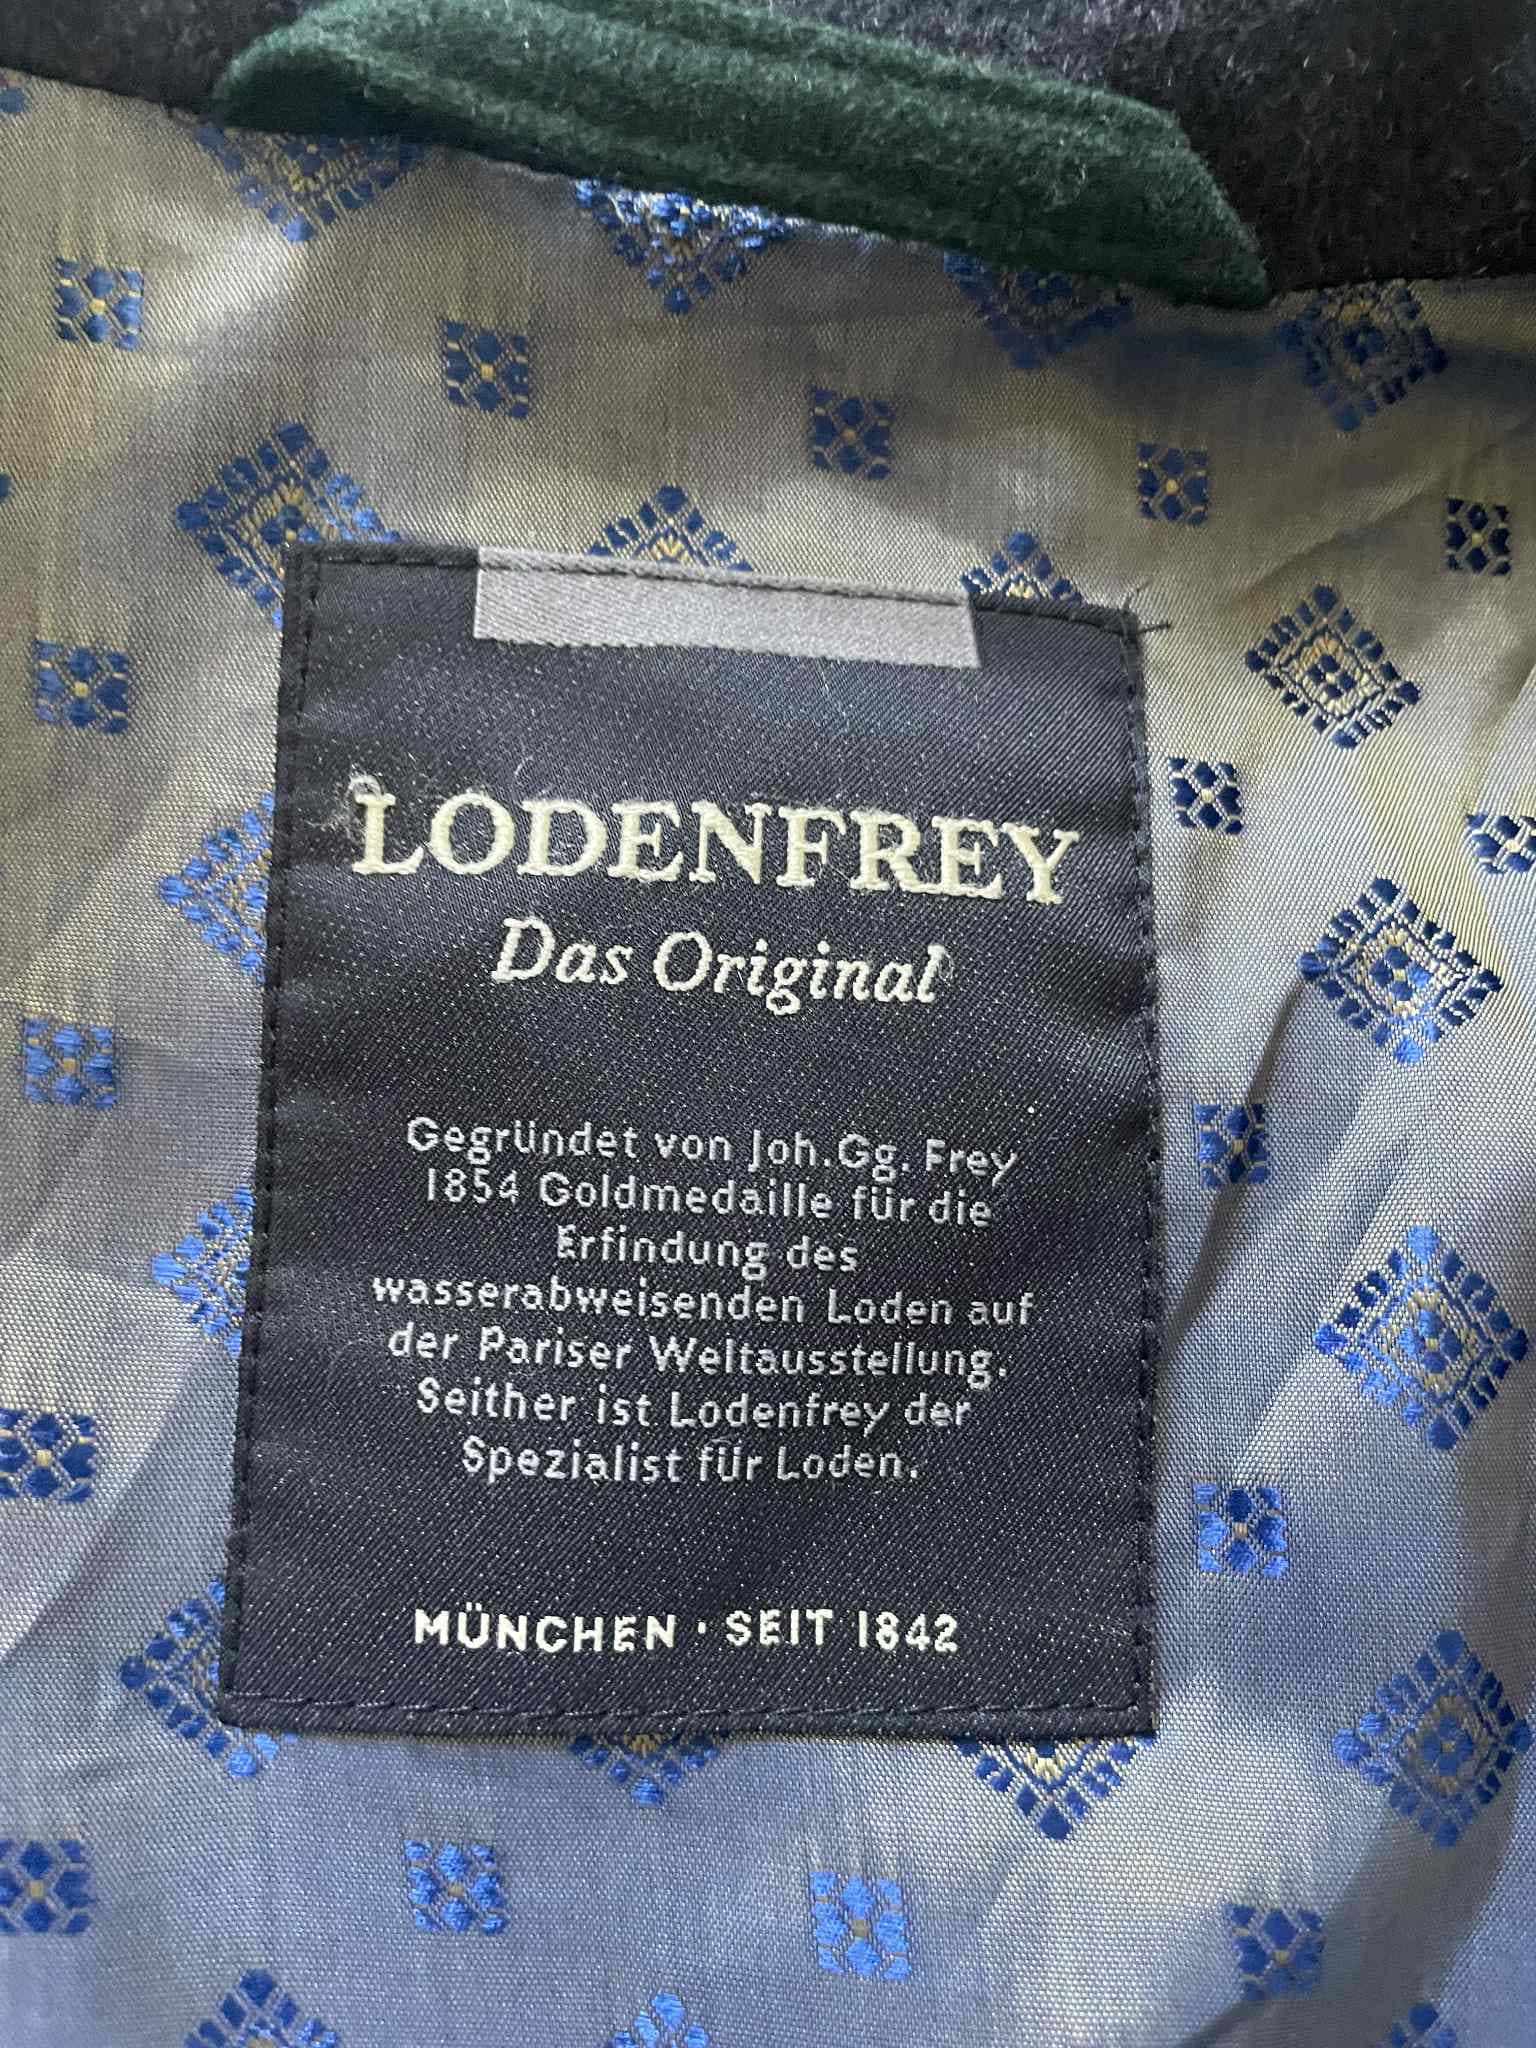 LODENFREY
Das Original
Gegründet von Joh.Gg. Frey
1854 Goldmedaille für die
Erfindung des
wasserabweisenden Loden auf
der Pariser Weltausstellung.
Seither ist Lodenfrey der
Spezialist für Loden.
MÜNCHEN · SEIT 1842